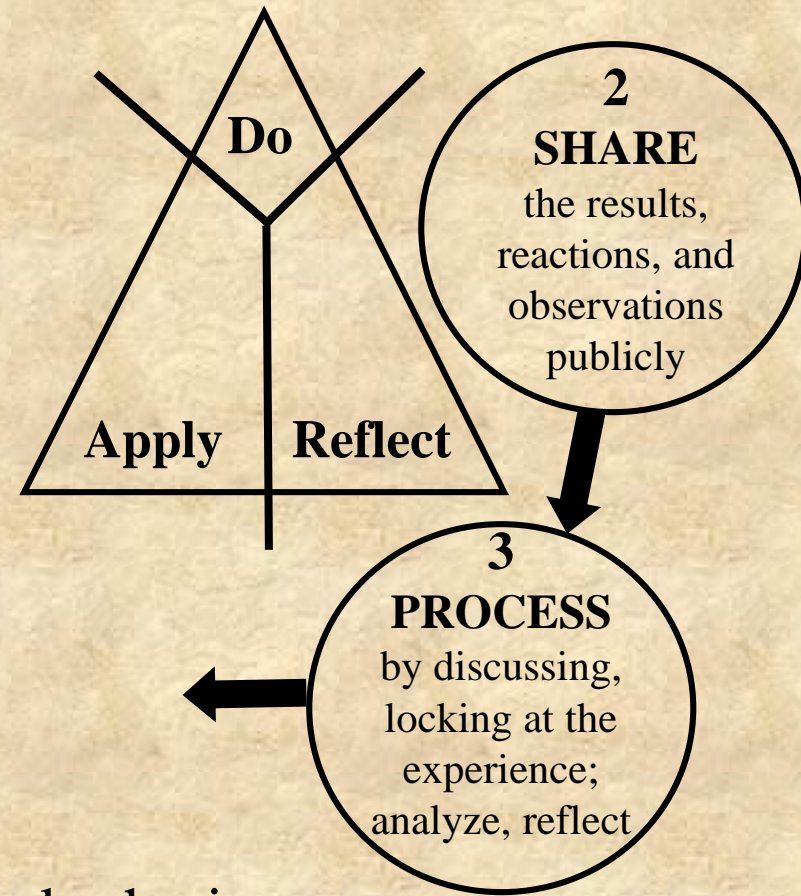 Do
Apply
Reflect
2
SHARE
the results,
reactions, and
observations
publicly
3
PROCESS
by discussing,
locking at the
experience;
analyze, reflect